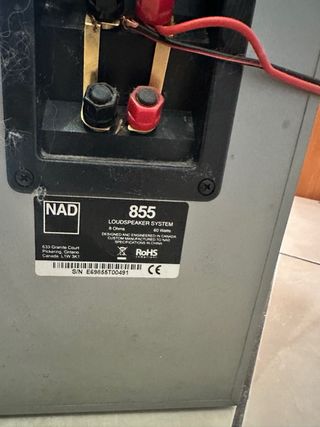 NAD
855
LOUDSPEAKER SYSTEM
8 Ohms 60 Watts
DESIGNED AND ENGINEERED IN CANADA
CUSTOM MANUFACTURED TO NAD
SPECIFICATIONS IN CHINA
633 Granite Court
Pickering, Ontario
Canada, L1W 3K1
RoHS
CE
S/N E69855T00491